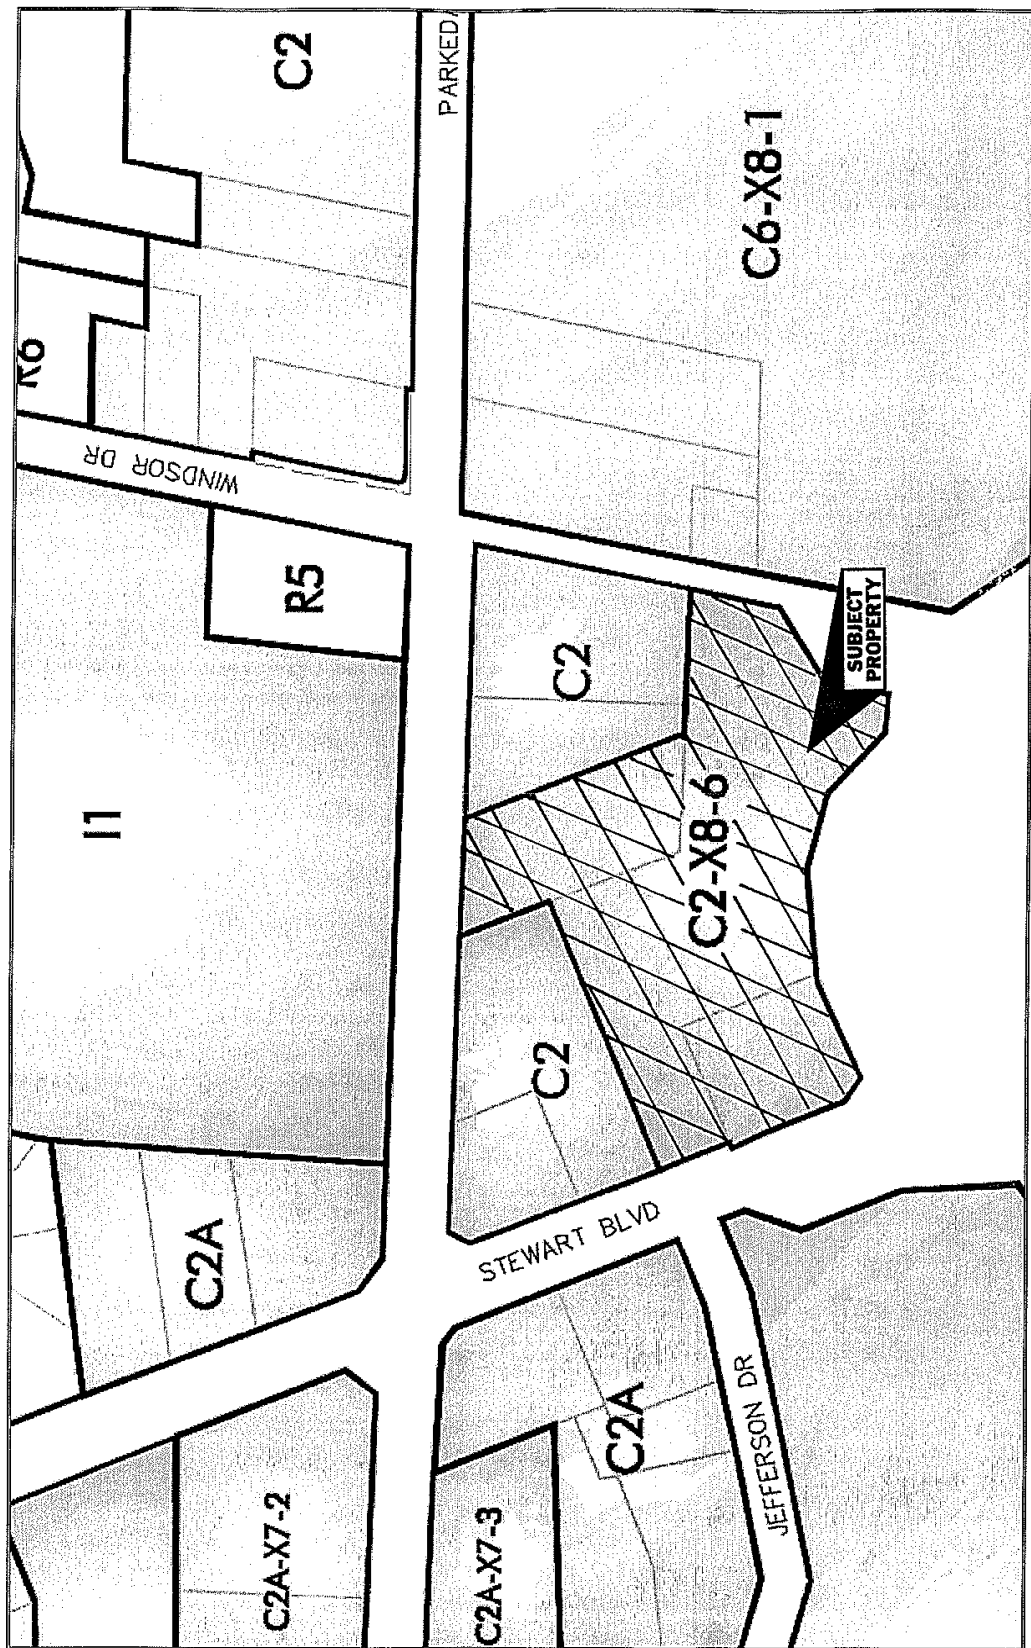 C2
PARKED
C6-X8-1
R6
WINDSOR DR
R5
C2
SUBJECT
PROPERTY
I1
C2-X8-6
C2
C2A
STEWART BLVD
C2A
JEFFERSON DR
C2A-X7-2
C2A-X7-3